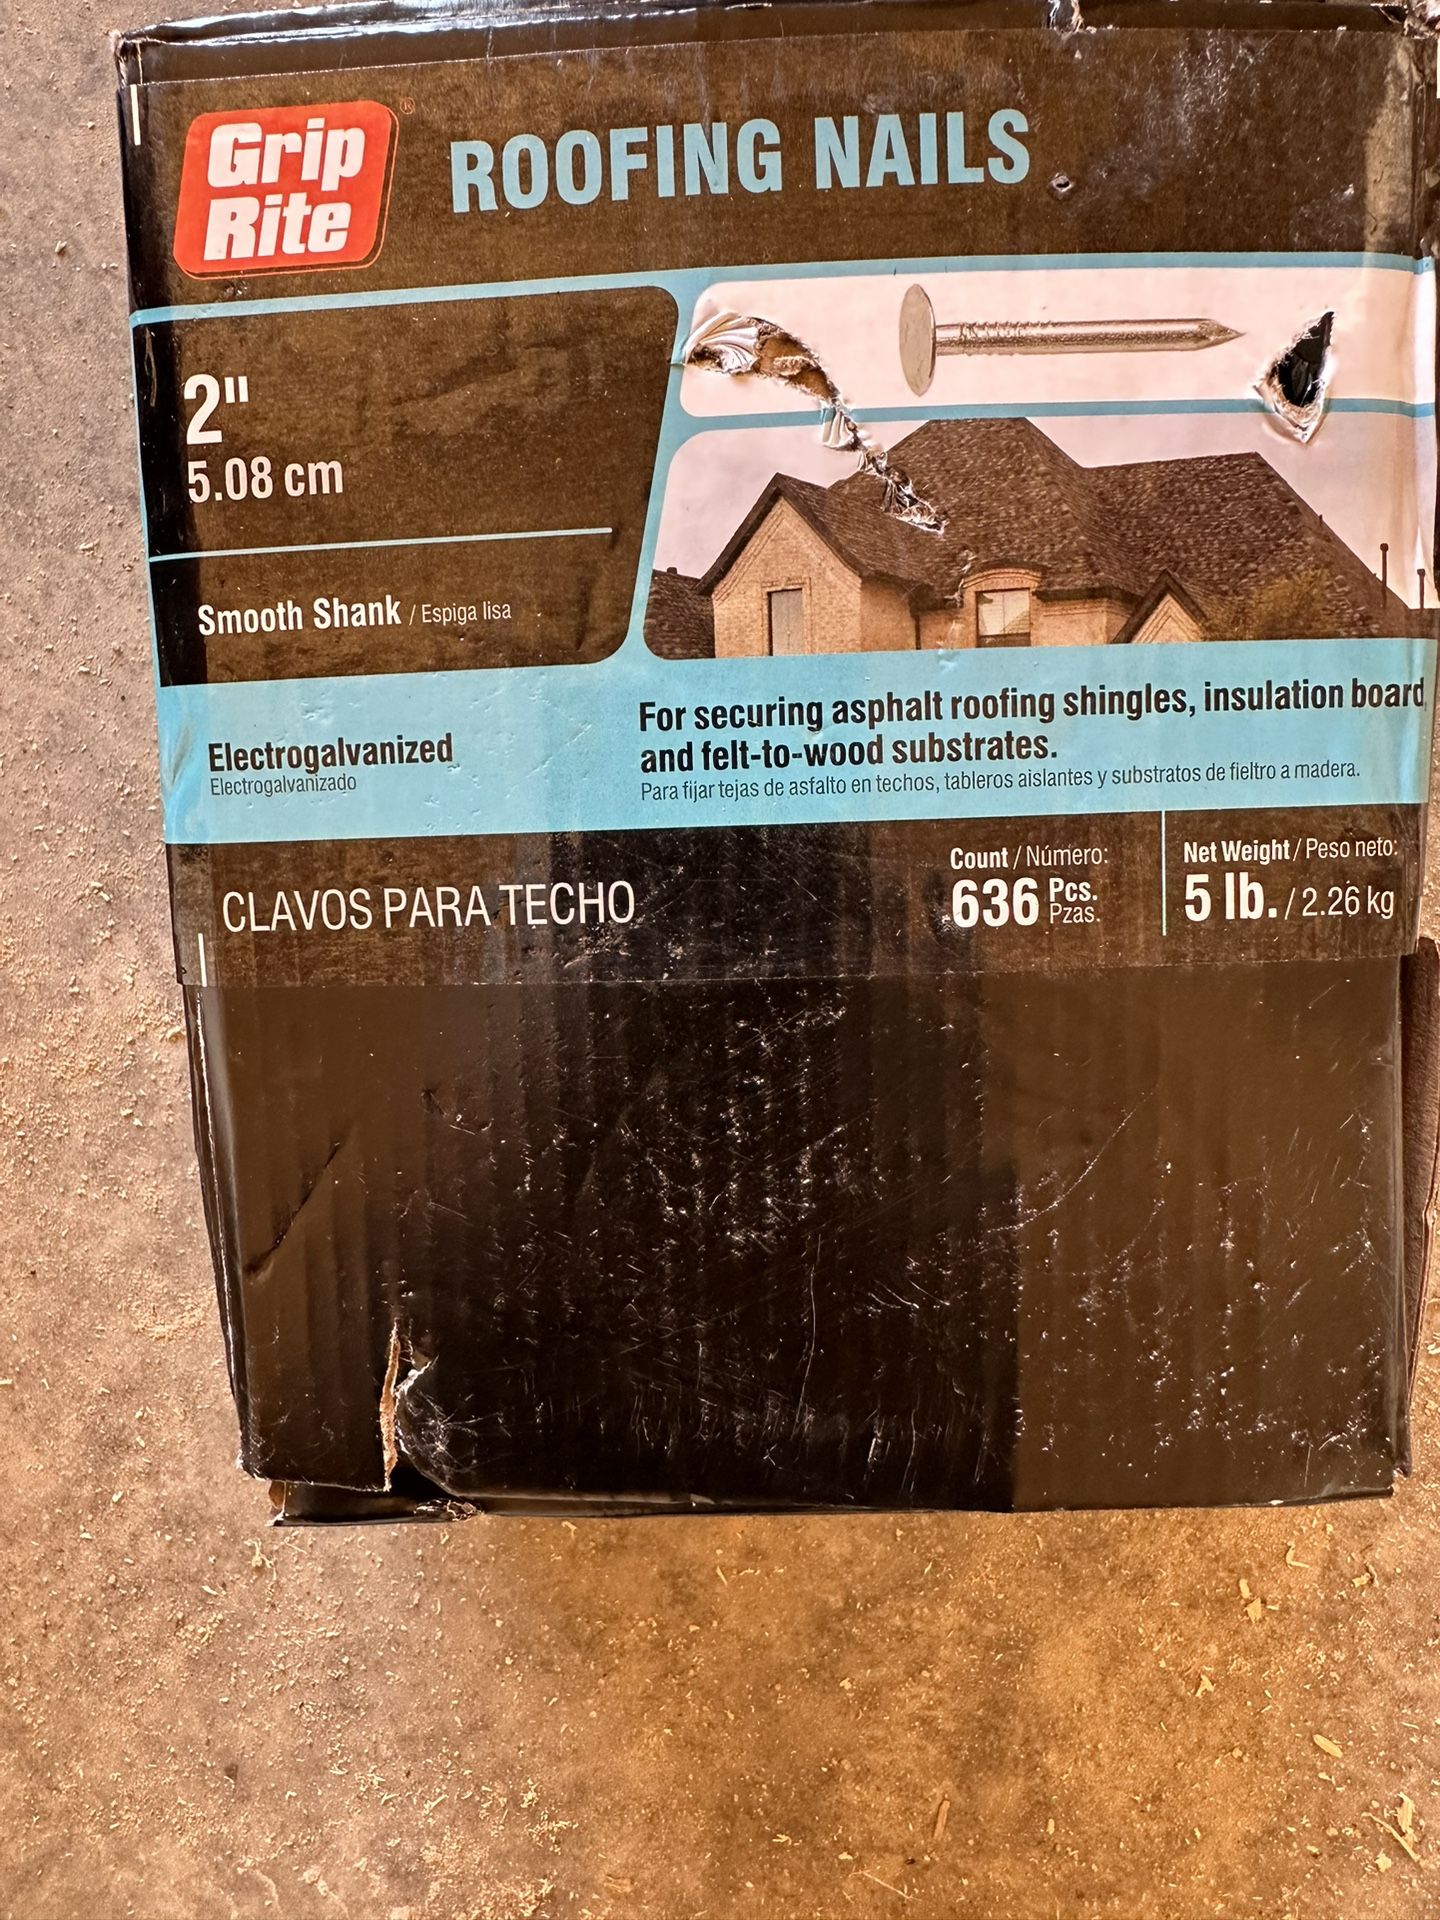 Grip
Rite®
ROOFING NAILS
2"
5.08 cm
Smooth Shank / Espiga lisa
Electrogalvanized
Electrogalvanizado
For securing asphalt roofing shingles, insulation board
and felt-to-wood substrates.
Para fijar tejas de asfalto en techos, tableros aislantes y substratos de fieltro a madera.
CLAVOS PARA TECHO
Count / Número:
636 Pcs.
Pzas.
Net Weight / Peso neto:
5 lb. / 2.26 kg